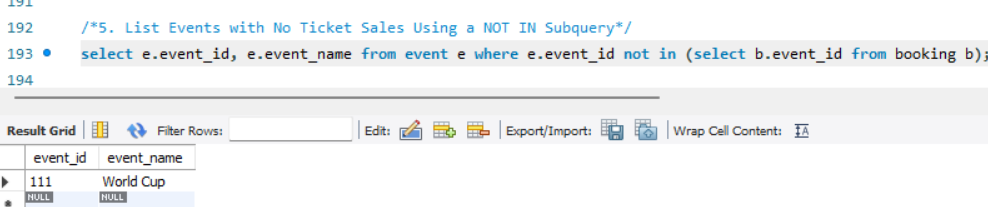 191
192 /*5. List Events with No Ticket Sales Using a NOT IN Subquery*/
193 select e.event_id, e.event_name from event e where e.event_id not in (select b.event_id from booking b);
194
Result Grid Filter Rows: Edit: Export/Import: Wrap Cell Content: IA
event_id event_name
111 World Cup
NULL NULL